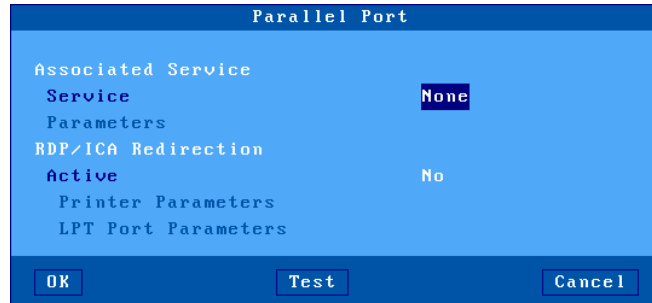 Parallel Port
Associated Service
Service None
Parameters
RDP/ICA Redirection
Active No
Printer Parameters
LPT Port Parameters
OK Test Cancel